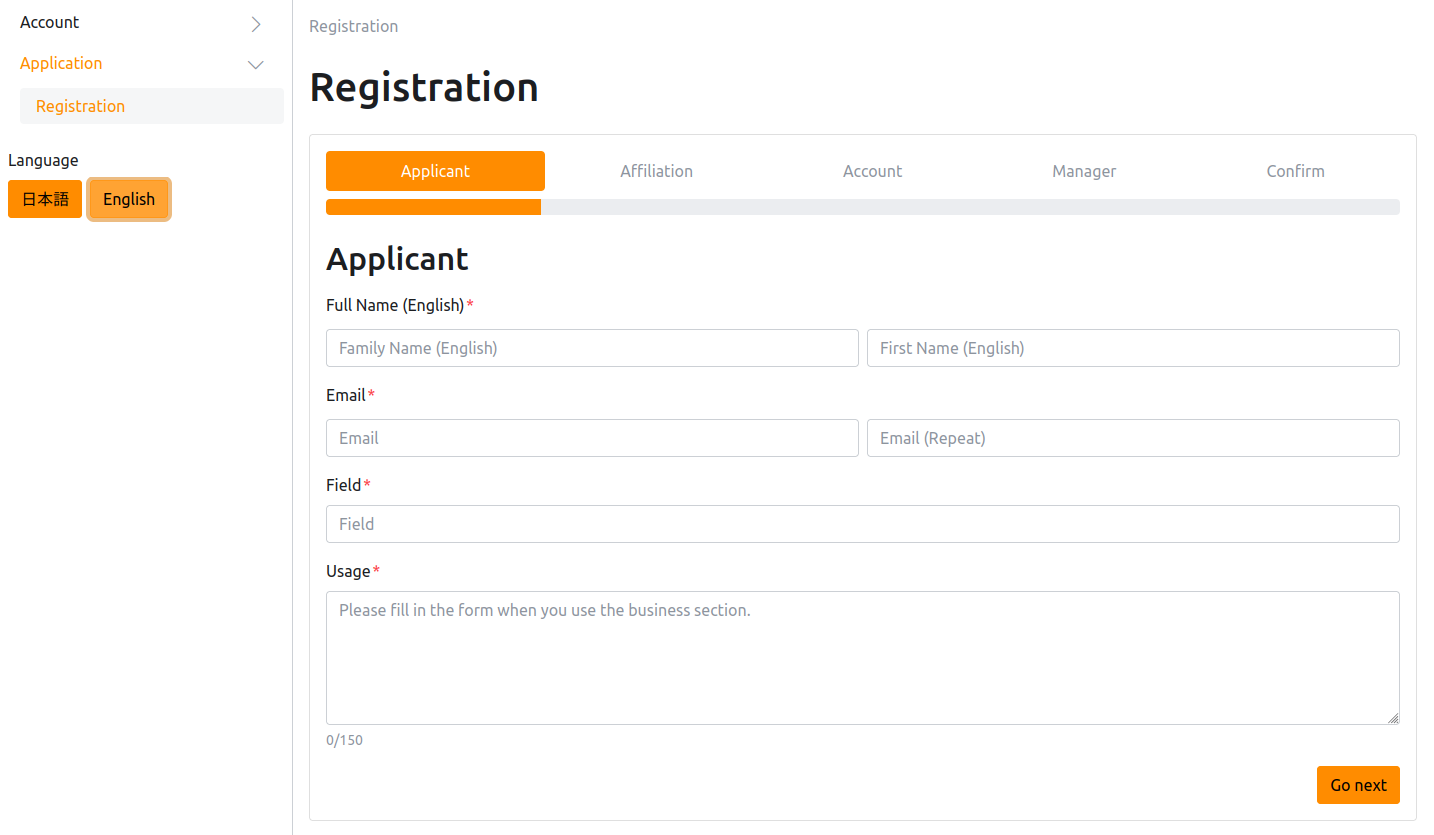 Account
Application
Registration
Language
日本語 English
Registration
Registration
Applicant Affiliation Account Manager Confirm
Applicant
Full Name (English)*
Family Name (English) First Name (English)
Email*
Email Email (Repeat)
Field*
Field
Usage*
Please fill in the form when you use the business section.
0/150
Go next